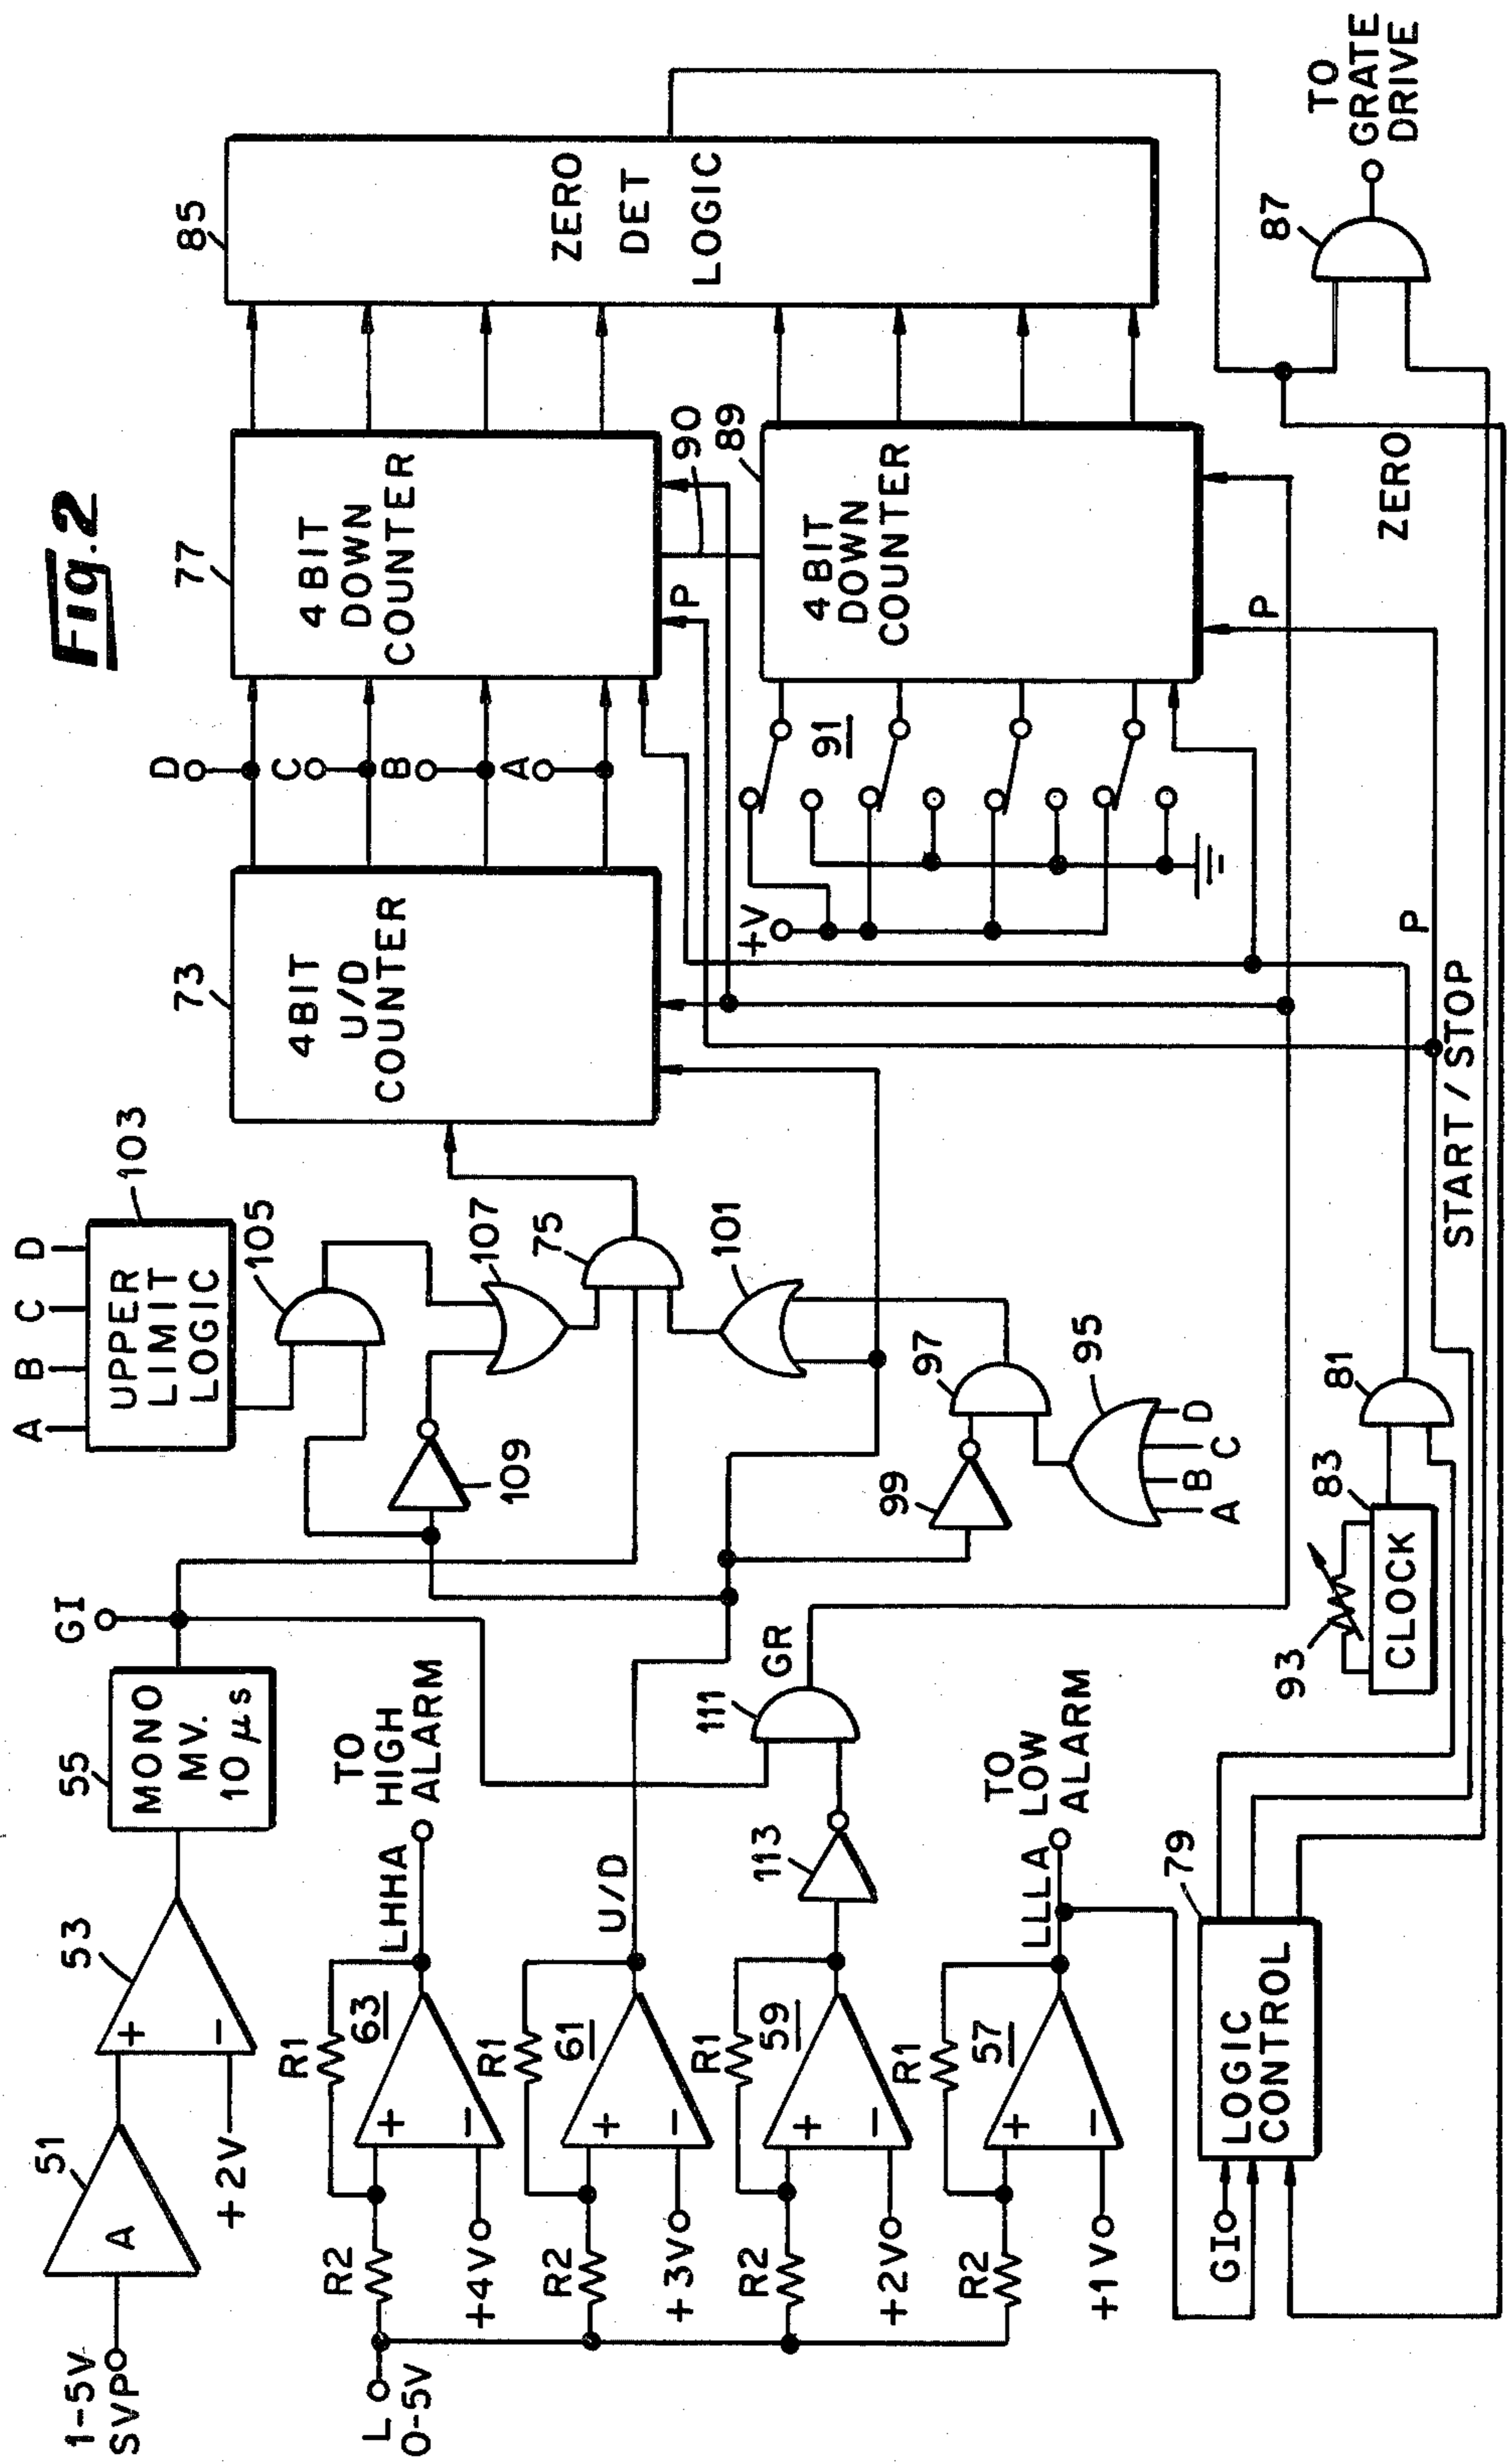 Fig. 2
1-5V
SVP
51
A
+2V
53
+
-
55
MONO
MV.
10 μs
GI
A B C D
UPPER
LIMIT
LOGIC
103
105
107
109
75
101
73
4BIT
U/D
COUNTER
D
C
B
A
77
4 BIT
DOWN
COUNTER
P
90
85
ZERO
DET
LOGIC
L
0-5V
R2
R1
+
-
63
+4V
LHHA
TO
HIGH
ALARM
R2
R1
+
-
61
+3V
U/D
R2
R1
+
-
59
+2V
113
111
GR
R2
R1
+
-
57
+1V
LLLA
TO
LOW
ALARM
99
97
95
A B C D
+V
91
89
4 BIT
DOWN
COUNTER
P
79
LOGIC
CONTROL
GI
93
83
CLOCK
81
START / STOP
P
ZERO
87
TO
GRATE
DRIVE